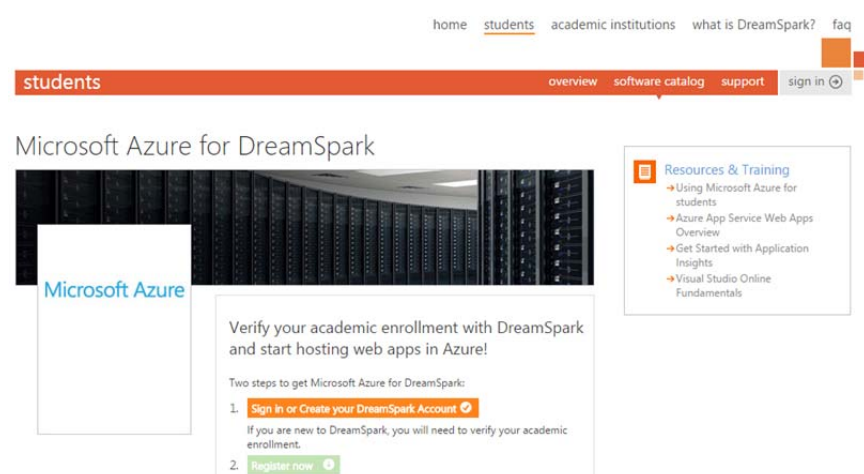 home students academic institutions what is DreamSpark? faq
students
overview software catalog support sign in
Microsoft Azure for DreamSpark
Microsoft Azure
Verify your academic enrollment with DreamSpark
and start hosting web apps in Azure!
Two steps to get Microsoft Azure for DreamSpark:
1. Sign in or Create your DreamSpark Account
If you are new to DreamSpark, you will need to verify your academic
enrollment.
2. Register now
Resources & Training
Using Microsoft Azure for
students
Azure App Service Web Apps
Overview
Get Started with Application
Insights
Visual Studio Online
Fundamentals